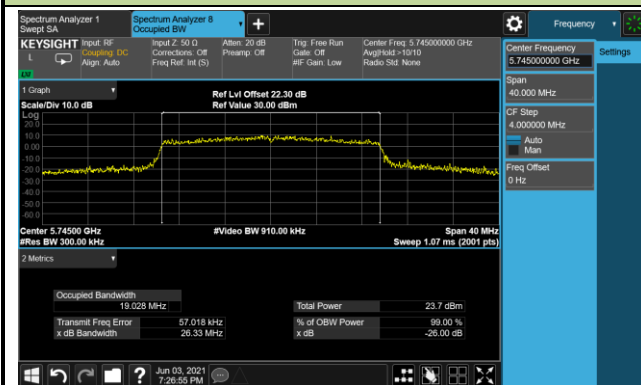 Spectrum Analyzer 1
Swept SA
Spectrum Analyzer 8
Occupied BW
Frequency
KEYSIGHT
L
Input: RF
Coupling: DC
Align: Auto
Input Z: 50 Ω
Corrections: Off
Freq Ref: Int (S)
Atten: 20 dB
Preamp: Off
Trig: Free Run
Gate: Off
#IF Gain: Low
Center Freq: 5.745000000 GHz
Avg|Hold:>10/10
Radio Std: None
Center Frequency
5.745000000 GHz
Settings
Span
40.000 MHz
CF Step
4.000000 MHz
Auto
Man
Freq Offset
0 Hz
1 Graph
Scale/Div 10.0 dB
Ref Lvl Offset 22.30 dB
Ref Value 30.00 dBm
Log
20.0
10.0
0.00
-10.0
-20.0
-30.0
-40.0
-50.0
-60.0
Center 5.74500 GHz
#Res BW 300.00 kHz
#Video BW 910.00 kHz
Span 40 MHz
Sweep 1.07 ms (2001 pts)
2 Metrics
Occupied Bandwidth
19.028 MHz
Total Power
23.7 dBm
Transmit Freq Error
57.018 kHz
% of OBW Power
99.00 %
x dB Bandwidth
26.33 MHz
x dB
-26.00 dB
?
Jun 03, 2021
7:26:55 PM